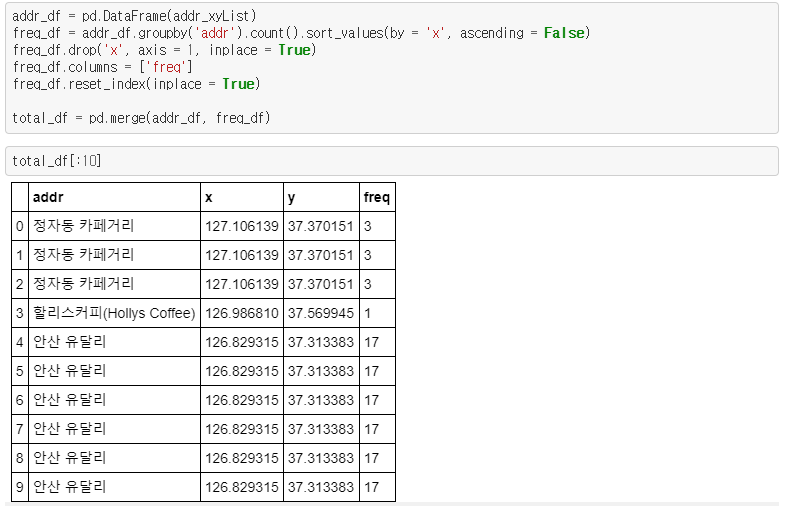 addr_df = pd.DataFrame(addr_xyList)
freq_df = addr_df.groupby('addr').count().sort_values(by = 'x', ascending = False)
freq_df.drop('x', axis = 1, inplace = True)
freq_df.columns = ['freq']
freq_df.reset_index(inplace = True)
total_df = pd.merge(addr_df, freq_df)
total_df[:10]
addr x y freq
0 정자동 카페거리 127.106139 37.370151 3
1 정자동 카페거리 127.106139 37.370151 3
2 정자동 카페거리 127.106139 37.370151 3
3 할리스커피(Hollys Coffee) 126.986810 37.569945 1
4 안산 유달리 126.829315 37.313383 17
5 안산 유달리 126.829315 37.313383 17
6 안산 유달리 126.829315 37.313383 17
7 안산 유달리 126.829315 37.313383 17
8 안산 유달리 126.829315 37.313383 17
9 안산 유달리 126.829315 37.313383 17